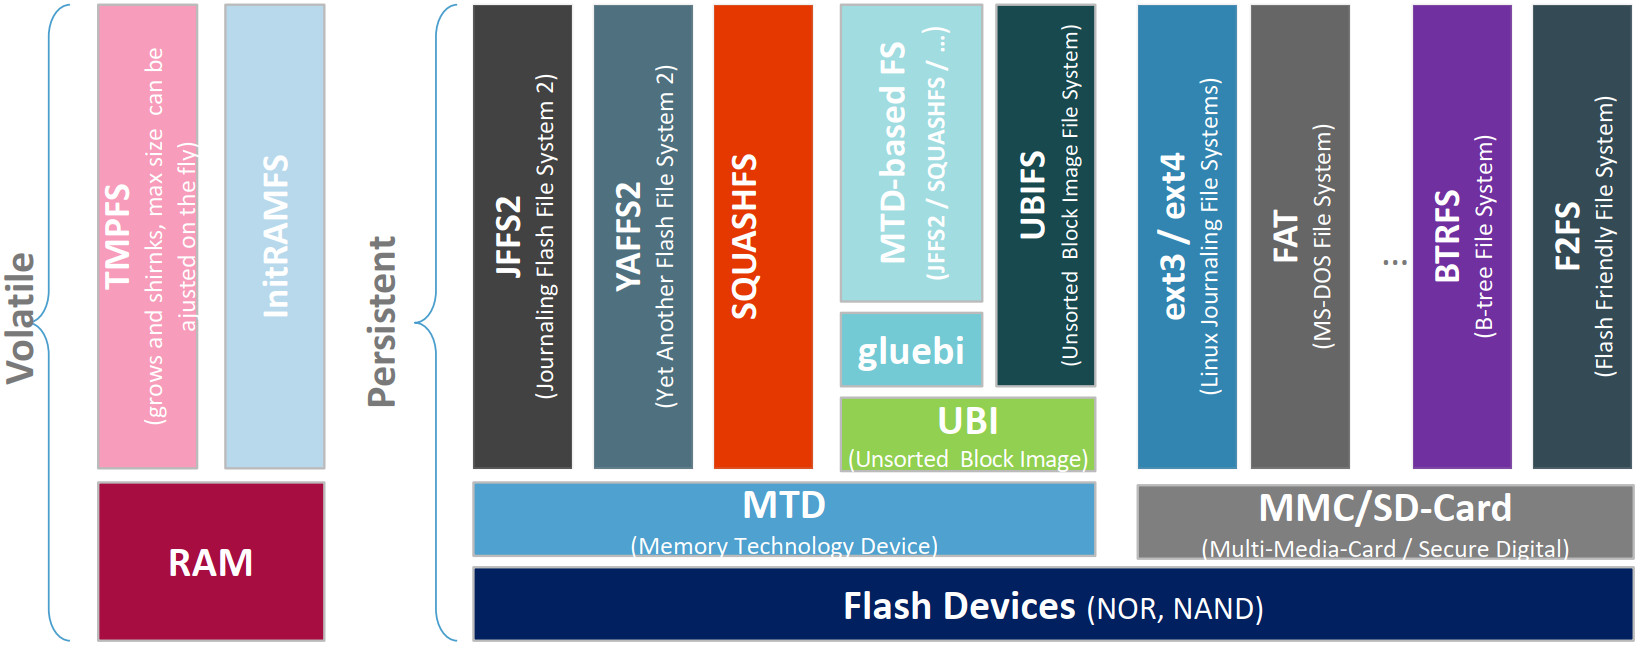 Volatile
TMPFS
(grows and shirnks, max size can be
ajusted on the fly)
InitRAMFS
RAM
Persistent
JFFS2
(Journaling Flash File System 2)
YAFFS2
(Yet Another Flash File System 2)
SQUASHFS
MTD-based FS
(JFFS2 / SQUASHFS / ...)
gluebi
UBIFS
(Unsorted Block Image File System)
UBI
(Unsorted Block Image)
MTD
(Memory Technology Device)
ext3 / ext4
(Linux Journaling File Systems)
FAT
(MS-DOS File System)
...
BTRFS
(B-tree File System)
F2FS
(Flash Friendly File System)
MMC/SD-Card
(Multi-Media-Card / Secure Digital)
Flash Devices (NOR, NAND)